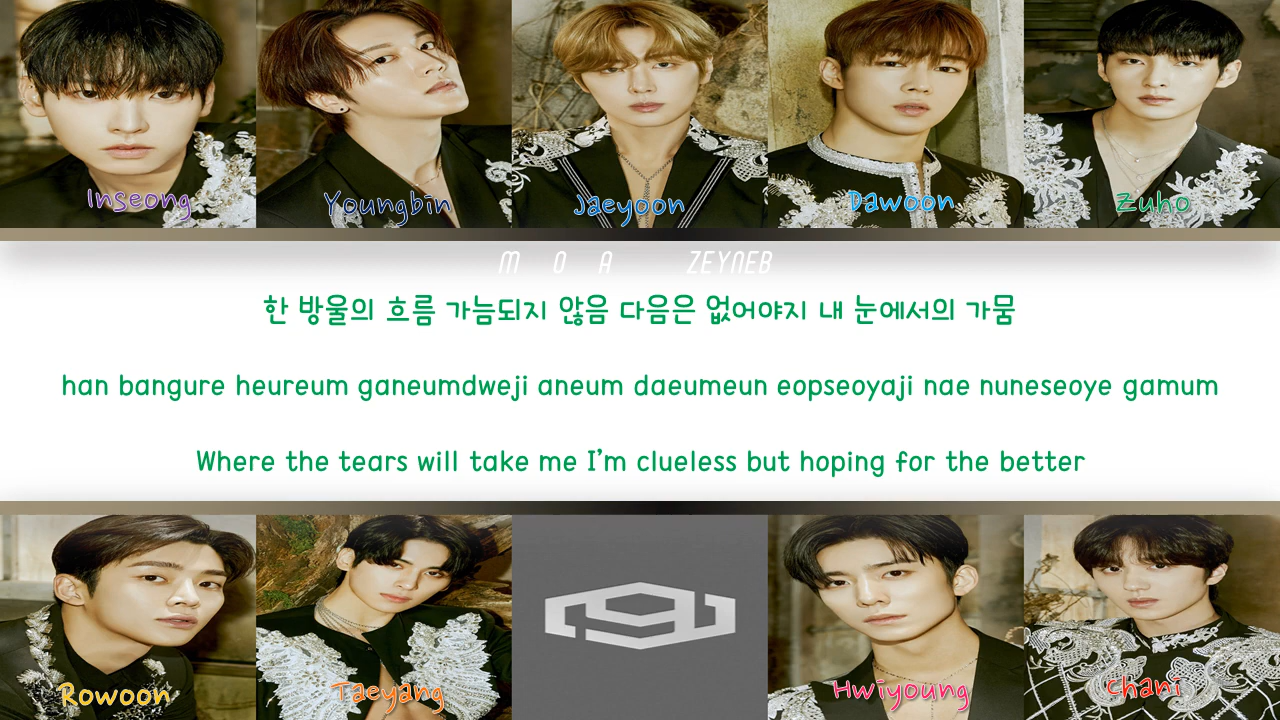 Inseong
Youngbin
Jaeyoon
Dawoon
Zuho
MOA ZEYNEB
한 방울의 흐름 가늠되지 않음 다음은 없어야지 내 눈에서의 가뭄
han bangure heureum ganeumdweji aneum daeumeun eopseoyaji nae nuneseoye gamum
Where the tears will take me I'm clueless but hoping for the better
Rowoon
Taeyang
Hwiyoung
Chani